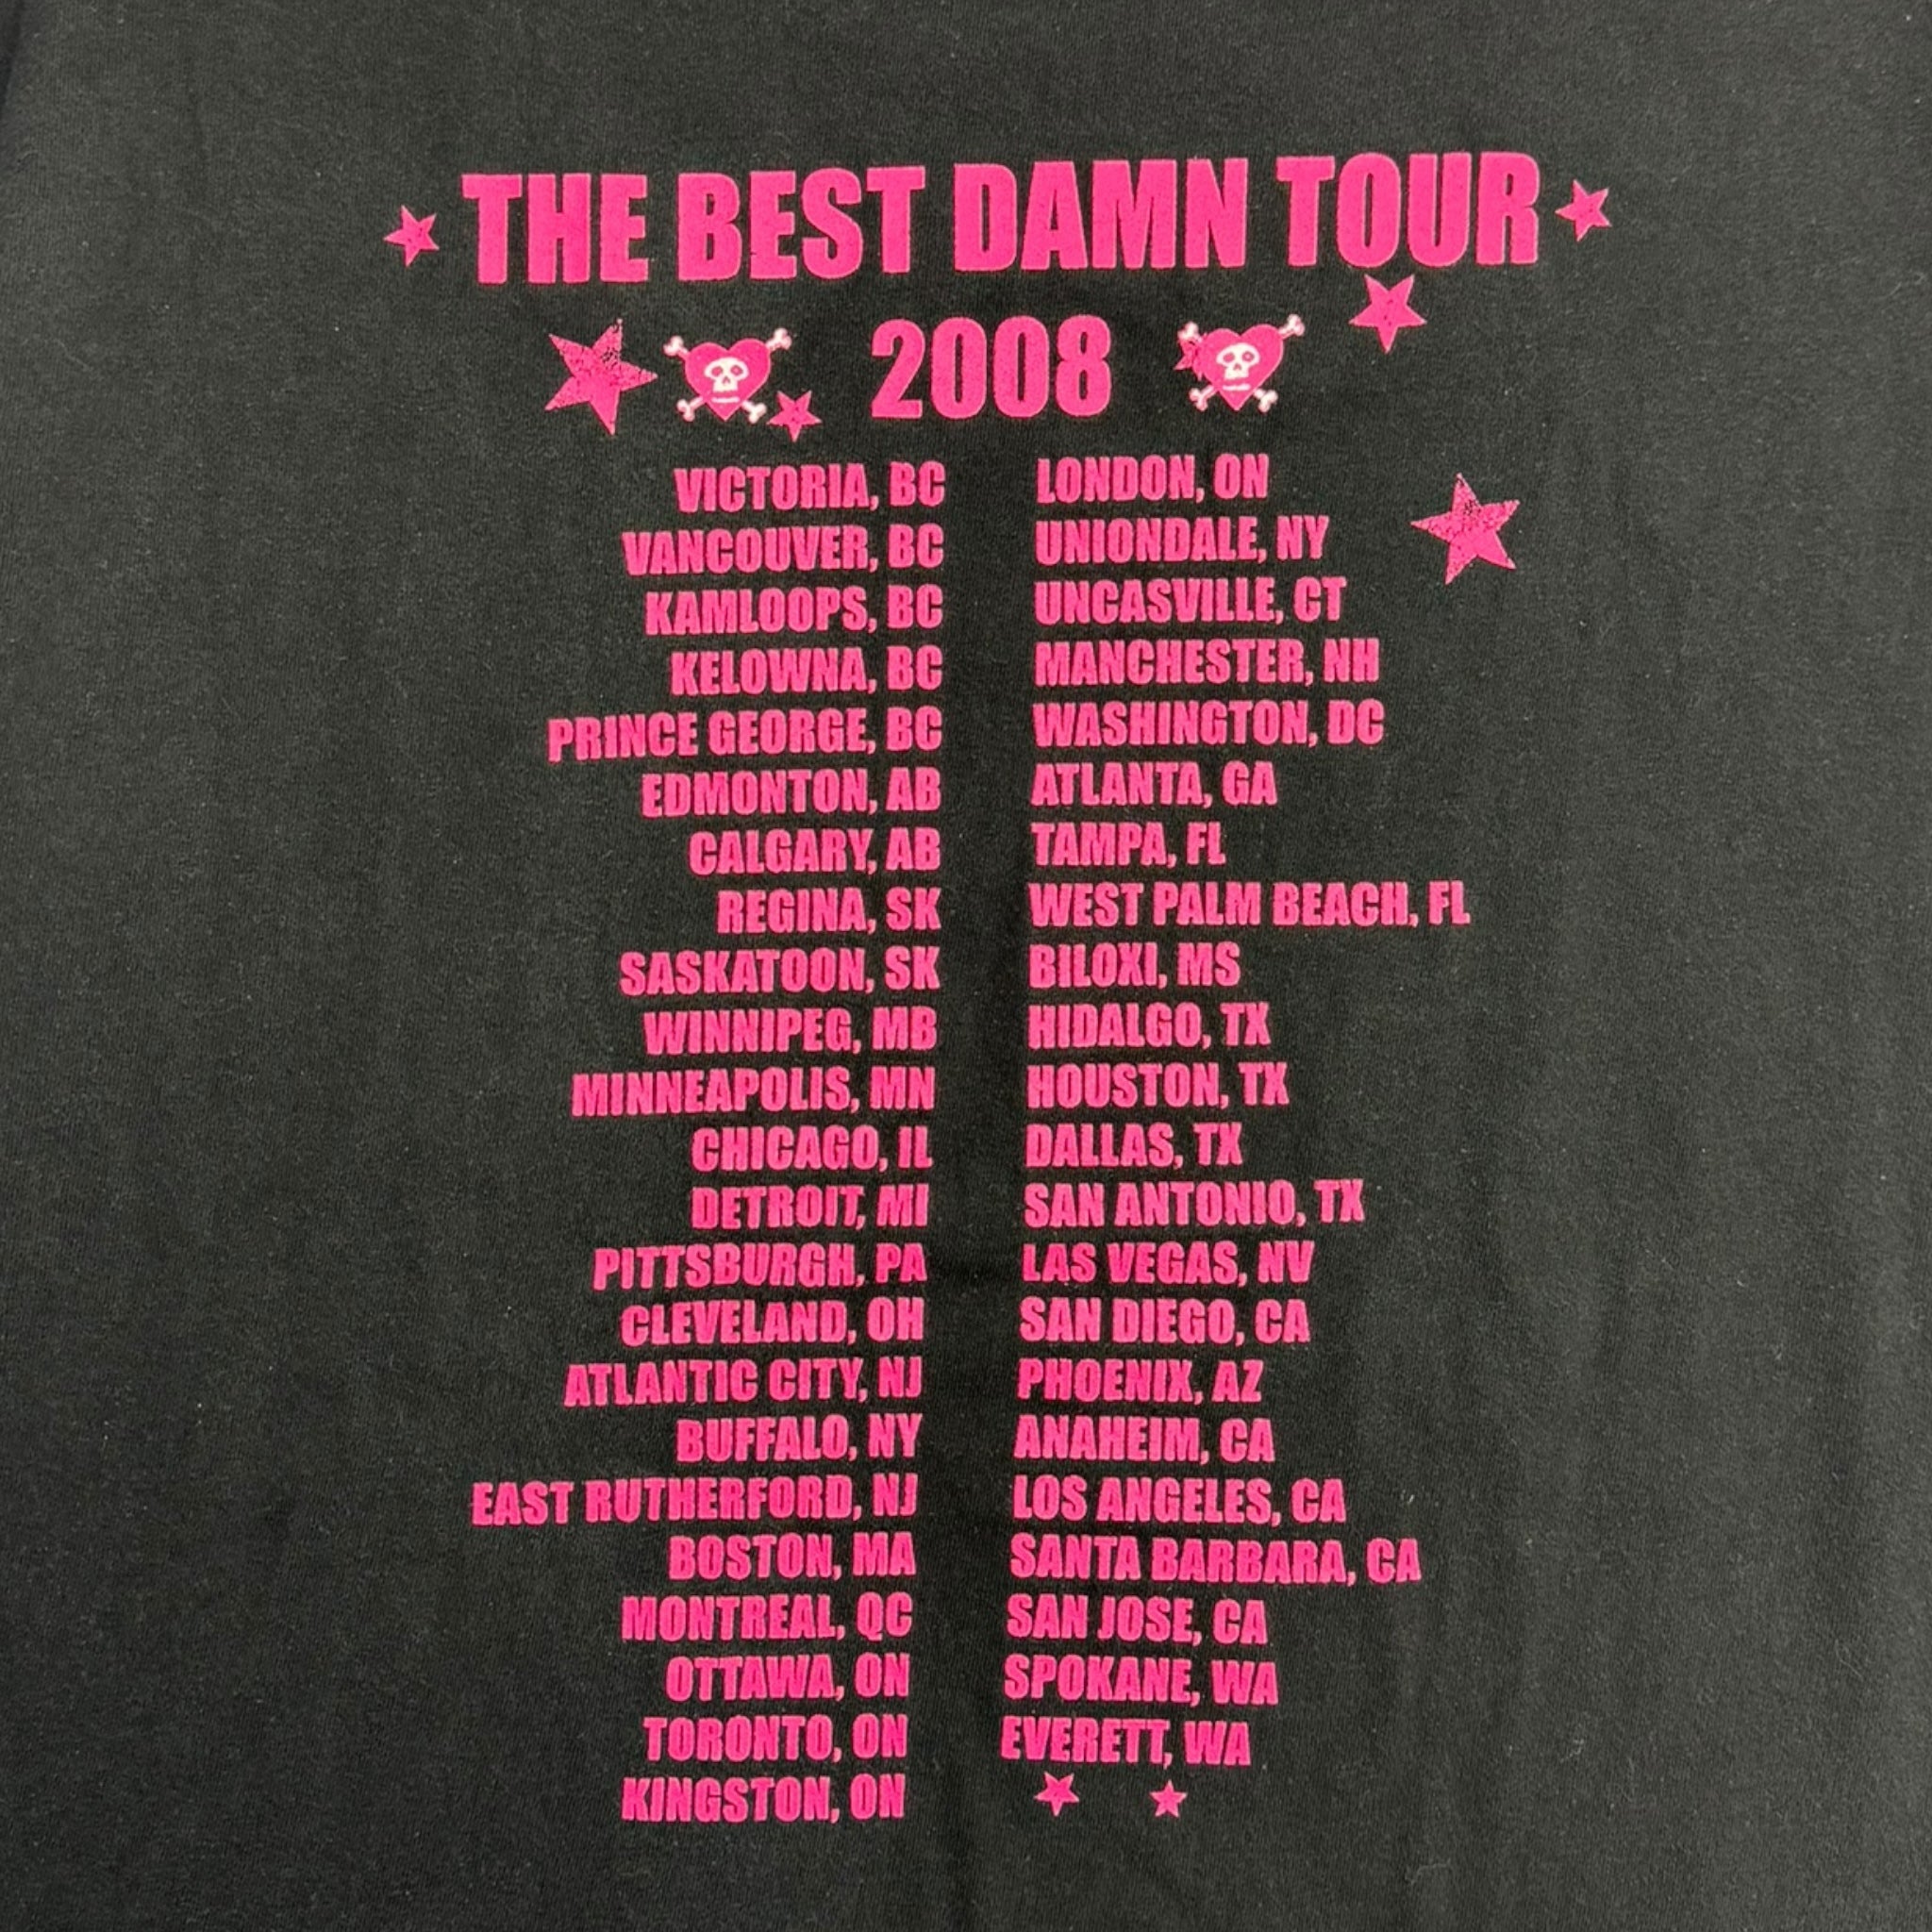 THE BEST DAMN TOUR
2008
VICTORIA, BC
VANCOUVER, BC
KAMLOOPS, BC
KELOWNA, BC
PRINCE GEORGE, BC
EDMONTON, AB
CALGARY, AB
REGINA, SK
SASKATOON, SK
WINNIPEG, MB
MINNEAPOLIS, MN
CHICAGO, IL
DETROIT, MI
PITTSBURGH, PA
CLEVELAND, OH
ATLANTIC CITY, NJ
BUFFALO, NY
EAST RUTHERFORD, NJ
BOSTON, MA
MONTREAL, QC
OTTAWA, ON
TORONTO, ON
KINGSTON, ON
LONDON, ON
UNIONDALE, NY
UNCASVILLE, CT
MANCHESTER, NH
WASHINGTON, DC
ATLANTA, GA
TAMPA, FL
WEST PALM BEACH, FL
BILOXI, MS
HIDALGO, TX
HOUSTON, TX
DALLAS, TX
SAN ANTONIO, TX
LAS VEGAS, NV
SAN DIEGO, CA
PHOENIX, AZ
ANAHEIM, CA
LOS ANGELES, CA
SANTA BARBARA, CA
SAN JOSE, CA
SPOKANE, WA
EVERETT, WA